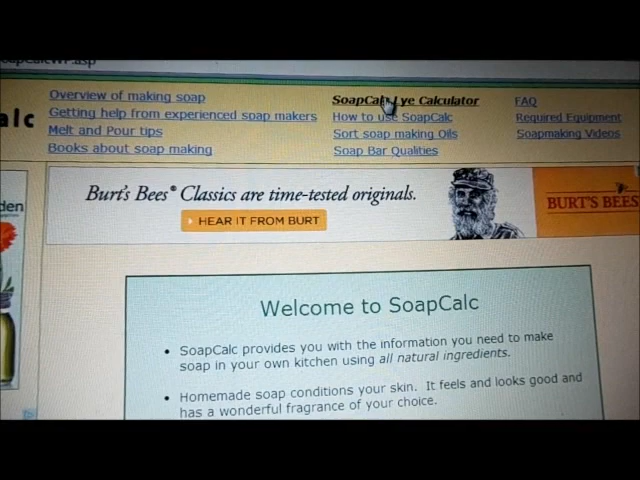 Overview of making soap
SoapCalc Lye Calculator
FAQ
alc
Getting help from experienced soap makers
How to use SoapCalc
Required Equipment
Melt and Pour tips
Sort soap making Oils
Soapmaking Videos
Books about soap making
Soap Bar Qualities
Burt's Bees® Classics are time-tested originals.
HEAR IT FROM BURT
BURT'S BEES
Welcome to SoapCalc
• SoapCalc provides you with the information you need to make
soap in your own kitchen using all natural ingredients.
• Homemade soap conditions your skin. It feels and looks good and
has a wonderful fragrance of your choice.